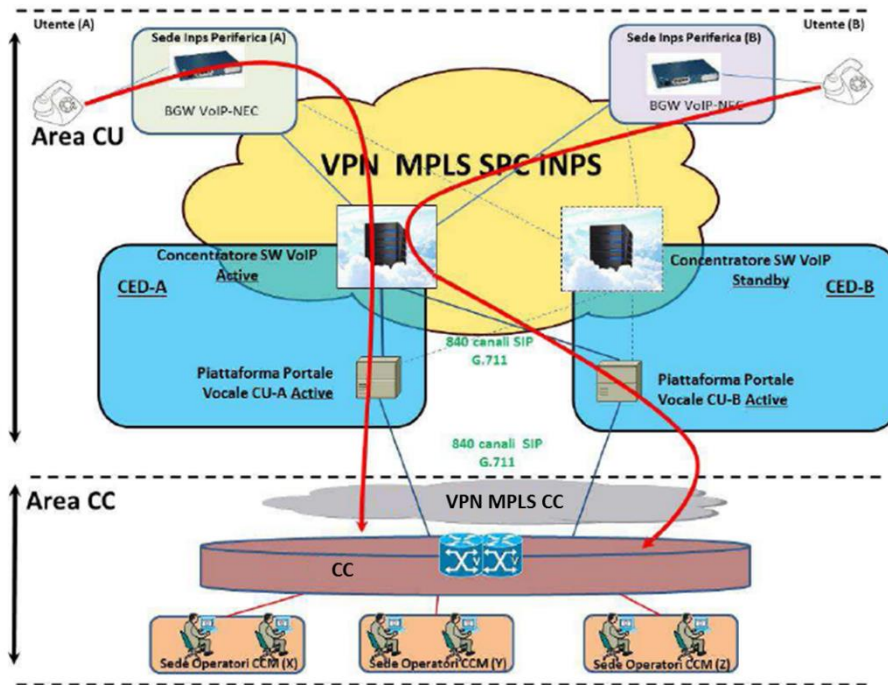 Utente (A)
Sede Inps Periferica (A)
Sede Inps Periferica (B)
Utente (B)
BGW VoIP-NEC
BGW VoIP-NEC
Area CU
VPN MPLS SPC INPS
Concentratore SW VoIP
Active
CED-A
Concentratore SW VoIP
Standby
CED-B
840 canali SIP
G.711
Piattaforma Portale
Vocale CU-A Active
Piattaforma Portale
Vocale CU-B Active
840 canali SIP
G.711
Area CC
VPN MPLS CC
CC
V
V
Sede Operatori CCM (X)
Sede Operatori CCM (Y)
Sede Operatori CCM (Z)